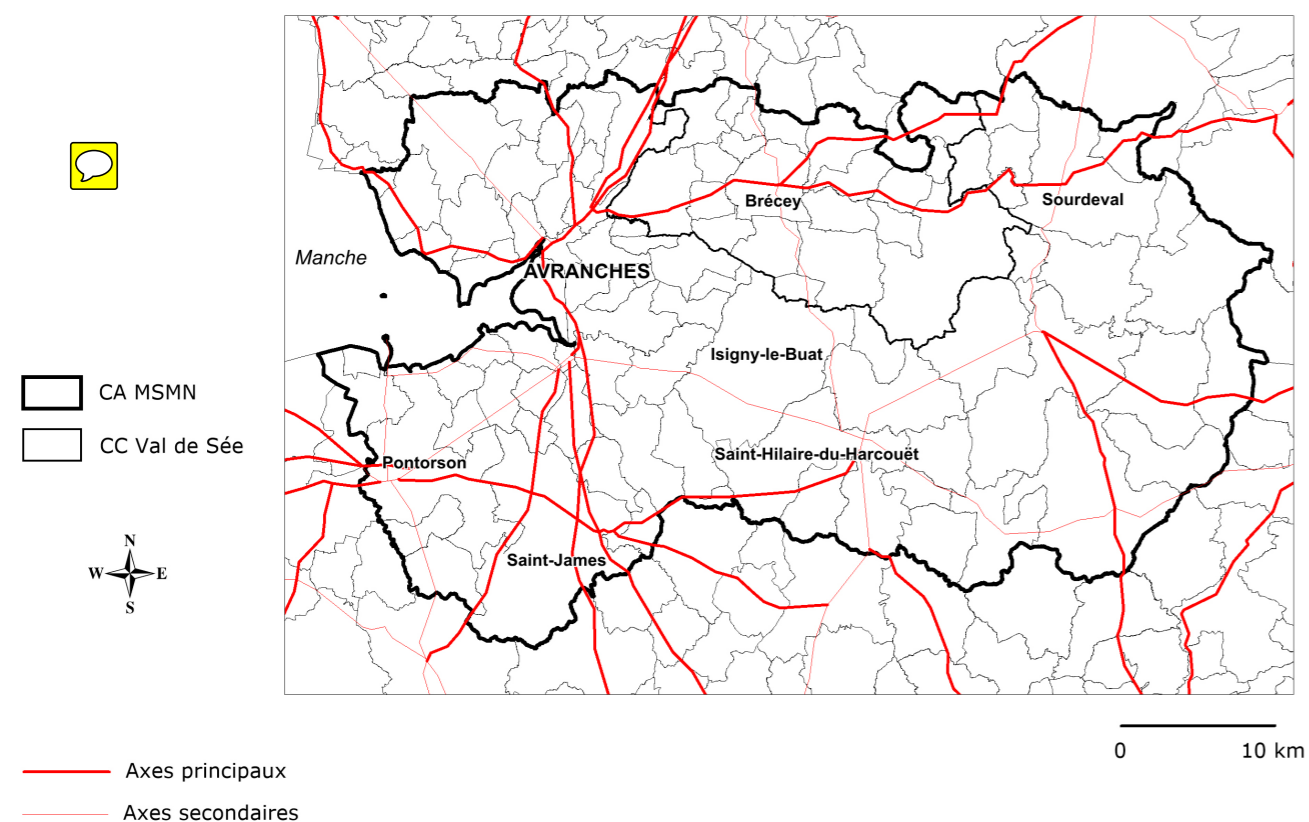 Brécey
Sourdeval
Manche
AVRANCHES
Isigny-le-Buat
CA MSMN
CC Val de Sée
Saint-Hilaire-du-Harcouët
Pontorson
N
W E
S
Saint-James
0 10 km
Axes principaux
Axes secondaires